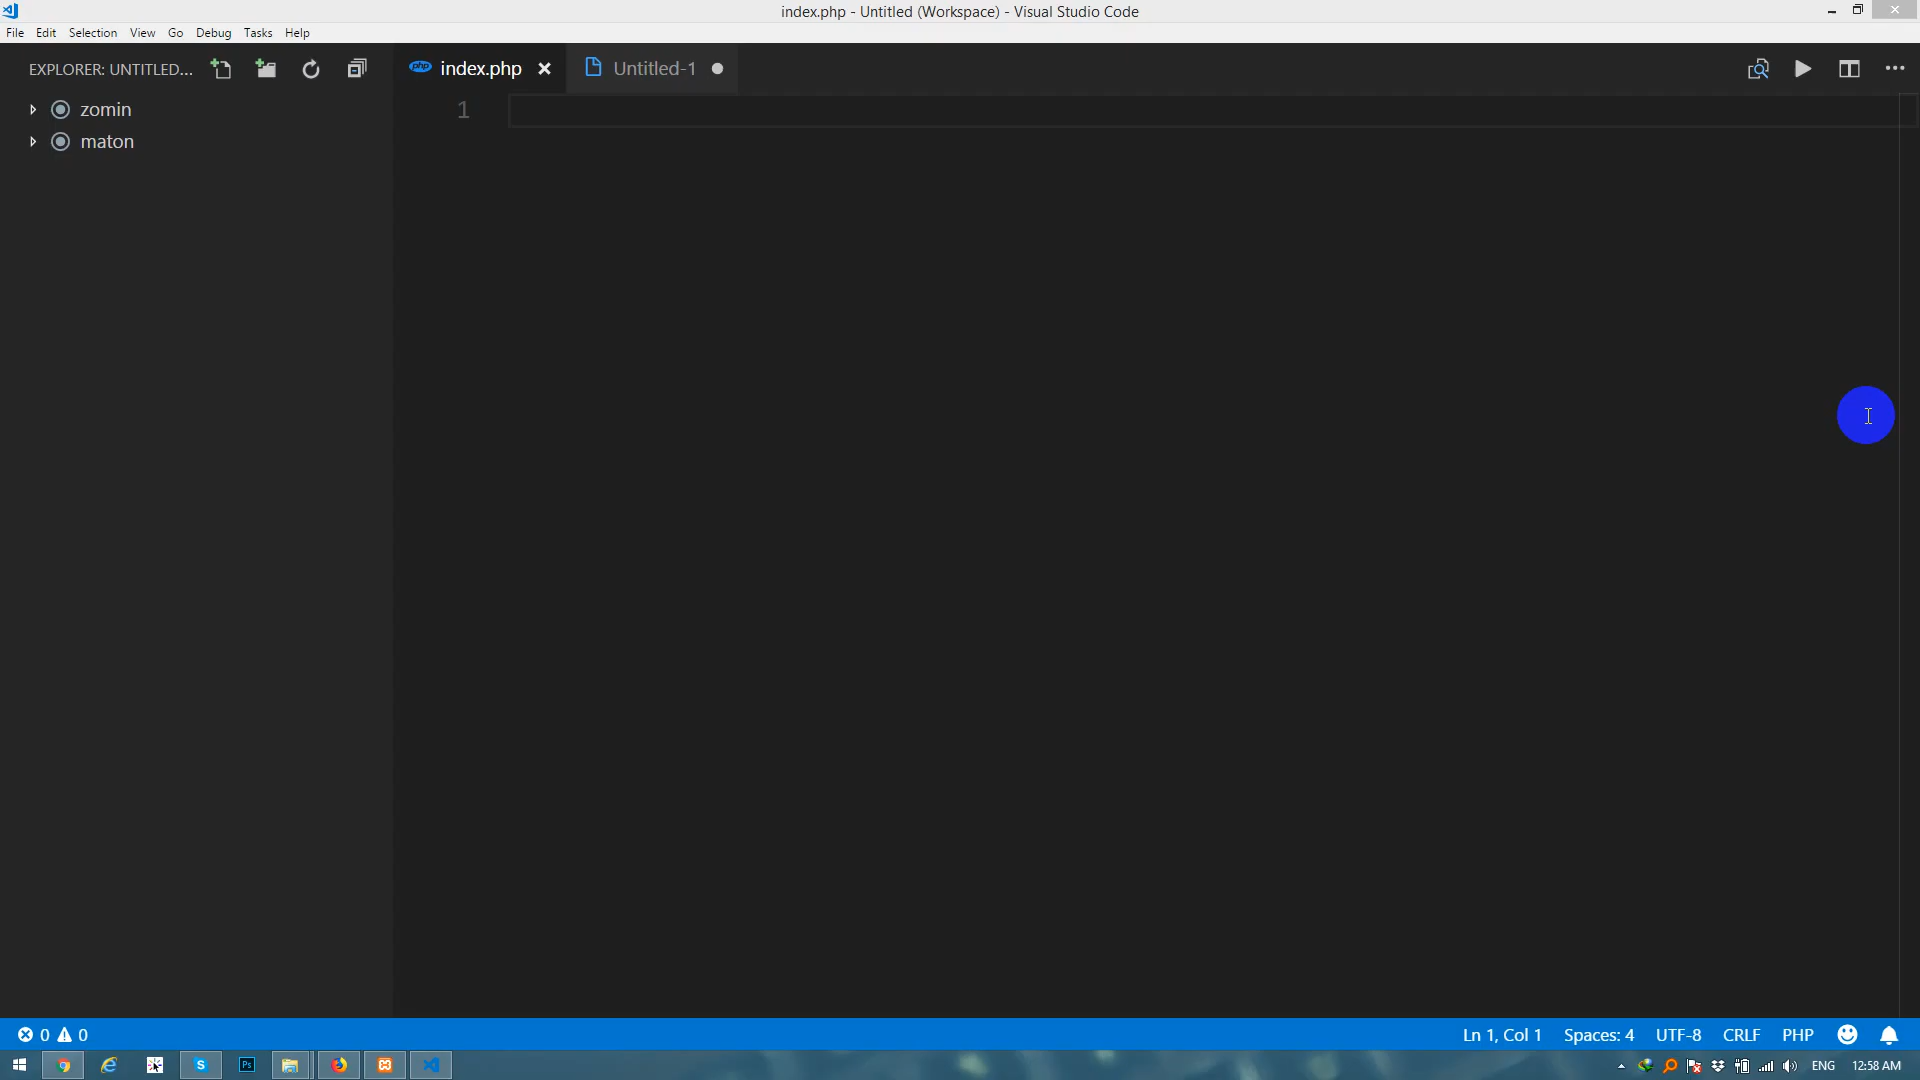 index.php - Untitled (Workspace) - Visual Studio Code
File Edit Selection View Go Debug Tasks Help
EXPLORER: UNTITLED... index.php Untitled-1
zomin
maton
1
0 0 Ln 1, Col 1 Spaces: 4 UTF-8 CRLF PHP
ENG 12:58 AM